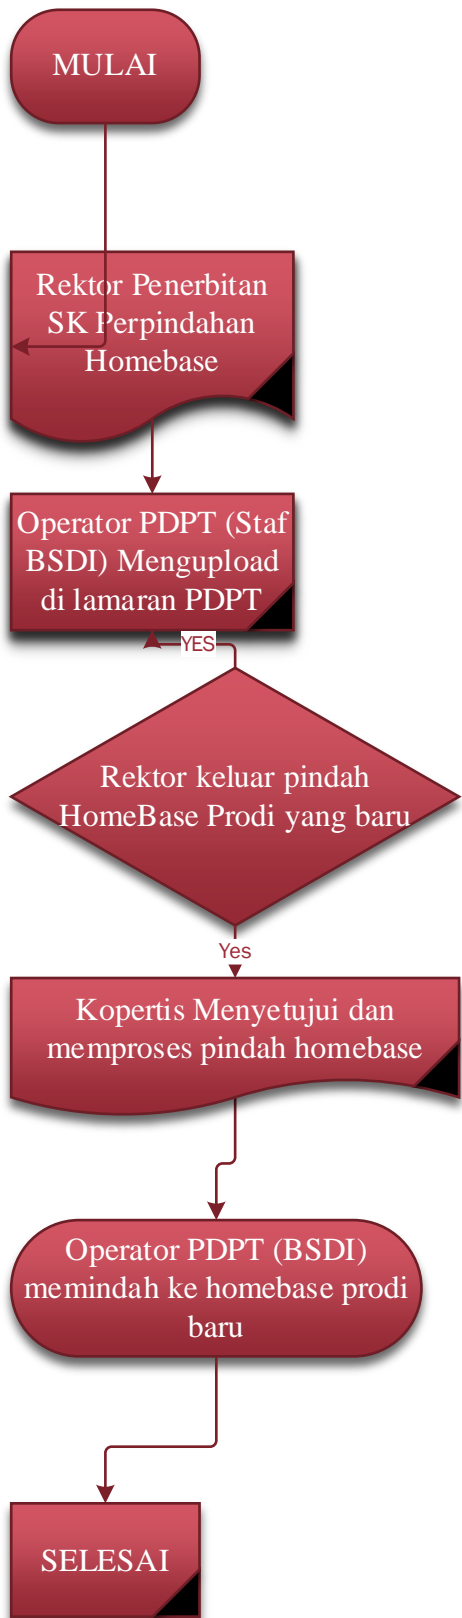 MULAI
Rektor Penerbitan
SK Perpindahan
Homebase
Operator PDPT (Staf
BSDI) Mengupload
di lamaran PDPT
YES
Rektor keluar pindah
HomeBase Prodi yang baru
Yes
Kopertis Menyetujui dan
memproses pindah homebase
Operator PDPT (BSDI)
memindah ke homebase prodi
baru
SELESAI